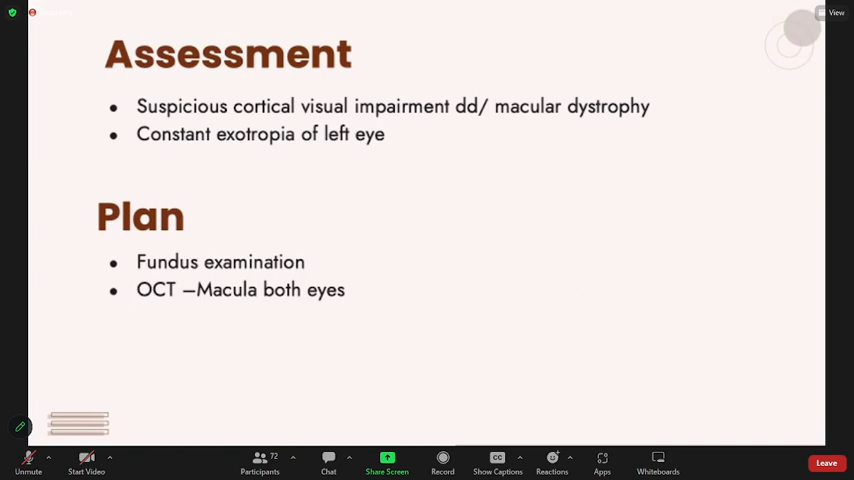 View
Assessment
• Suspicious cortical visual impairment dd/ macular dystrophy
• Constant exotropia of left eye
Plan
• Fundus examination
• OCT –Macula both eyes
Unmute
Start Video
Participants
72
Chat
Share Screen
Record
CC
Show Captions
Reactions
Apps
Whiteboards
Leave